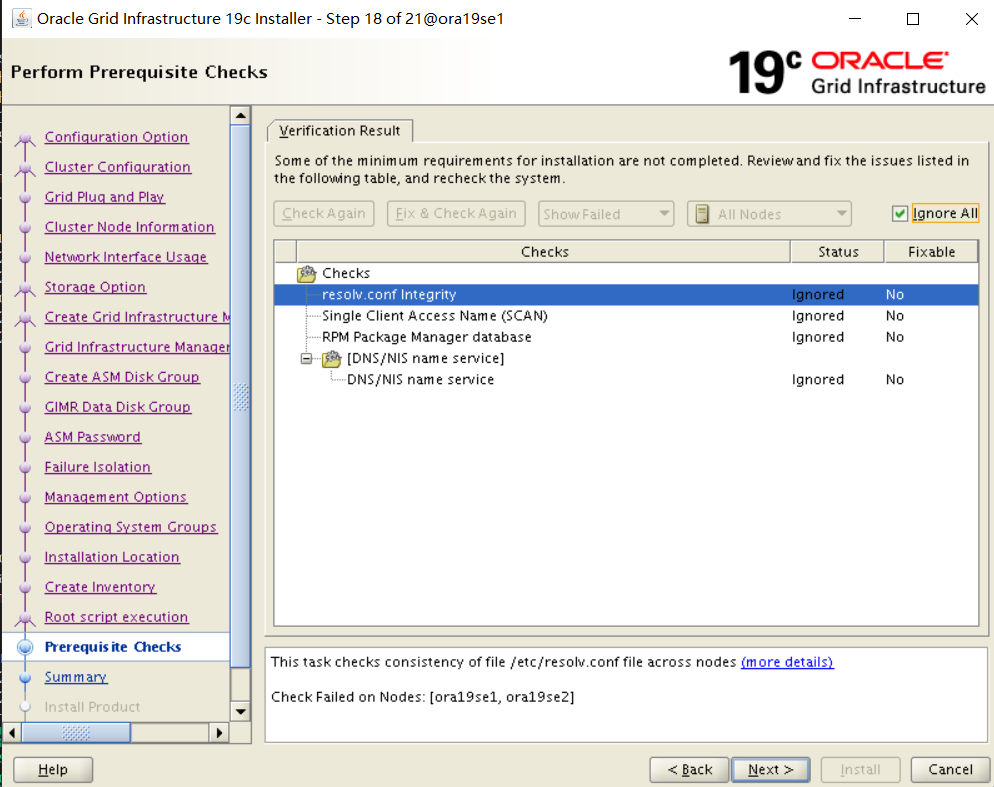 Oracle Grid Infrastructure 19c Installer - Step 18 of 21@ora19se1
Perform Prerequisite Checks
19c ORACLE
Grid Infrastructure
Configuration Option
Cluster Configuration
Grid Plug and Play
Cluster Node Information
Network Interface Usage
Storage Option
Create Grid Infrastructure M
Grid Infrastructure Manager
Create ASM Disk Group
GIMR Data Disk Group
ASM Password
Failure Isolation
Management Options
Operating System Groups
Installation Location
Create Inventory
Root script execution
Prerequisite Checks
Summary
Install Product
Verification Result
Some of the minimum requirements for installation are not completed. Review and fix the issues listed in
the following table, and recheck the system.
Check Again Fix & Check Again Show Failed All Nodes Ignore All
Checks Status Fixable
Checks
resolv.conf Integrity Ignored No
Single Client Access Name (SCAN) Ignored No
RPM Package Manager database Ignored No
[DNS/NIS name service]
DNS/NIS name service Ignored No
This task checks consistency of file /etc/resolv.conf file across nodes (more details)
Check Failed on Nodes: [ora19se1, ora19se2]
Help < Back Next > Install Cancel